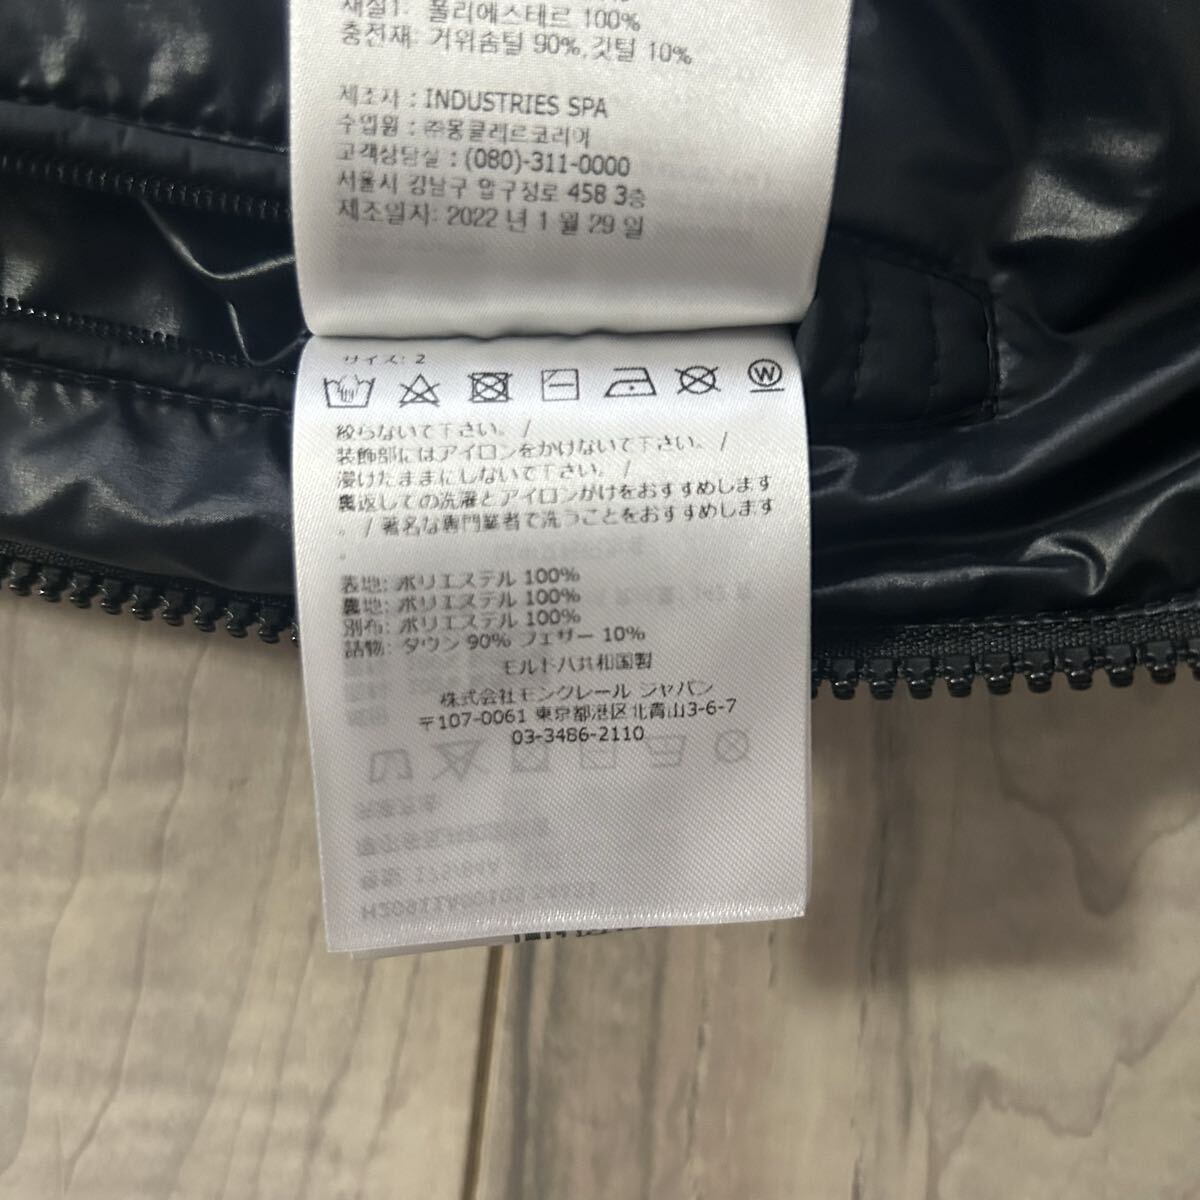 재질1: 폴리에스테르 100%
충전재: 거위솜털 90%, 깃털 10%
제조자 : INDUSTRIES SPA
수입원 : ㈜몽클레르코리아
고객상담실 : (080)-311-0000
서울시 강남구 압구정로 458 3층
제조일자: 2022 년 1 월 29 일
サイズ: 2
W
絞らないで下さい。 /
装飾部にはアイロンをかけないで下さい。 /
浸けたままにしないで下さい。 /
裏返しての洗濯とアイロンがけをおすすめします
。 / 著名な専門業者で洗うことをおすすめします
。
表地: ポリエステル 100%
裏地: ポリエステル 100%
別布: ポリエステル 100%
詰物: ダウン 90% フェザー 10%
モルドバ共和国製
株式会社モンクレール ジャパン
〒107-0061 東京都港区北青山3-6-7
03-3486-2110